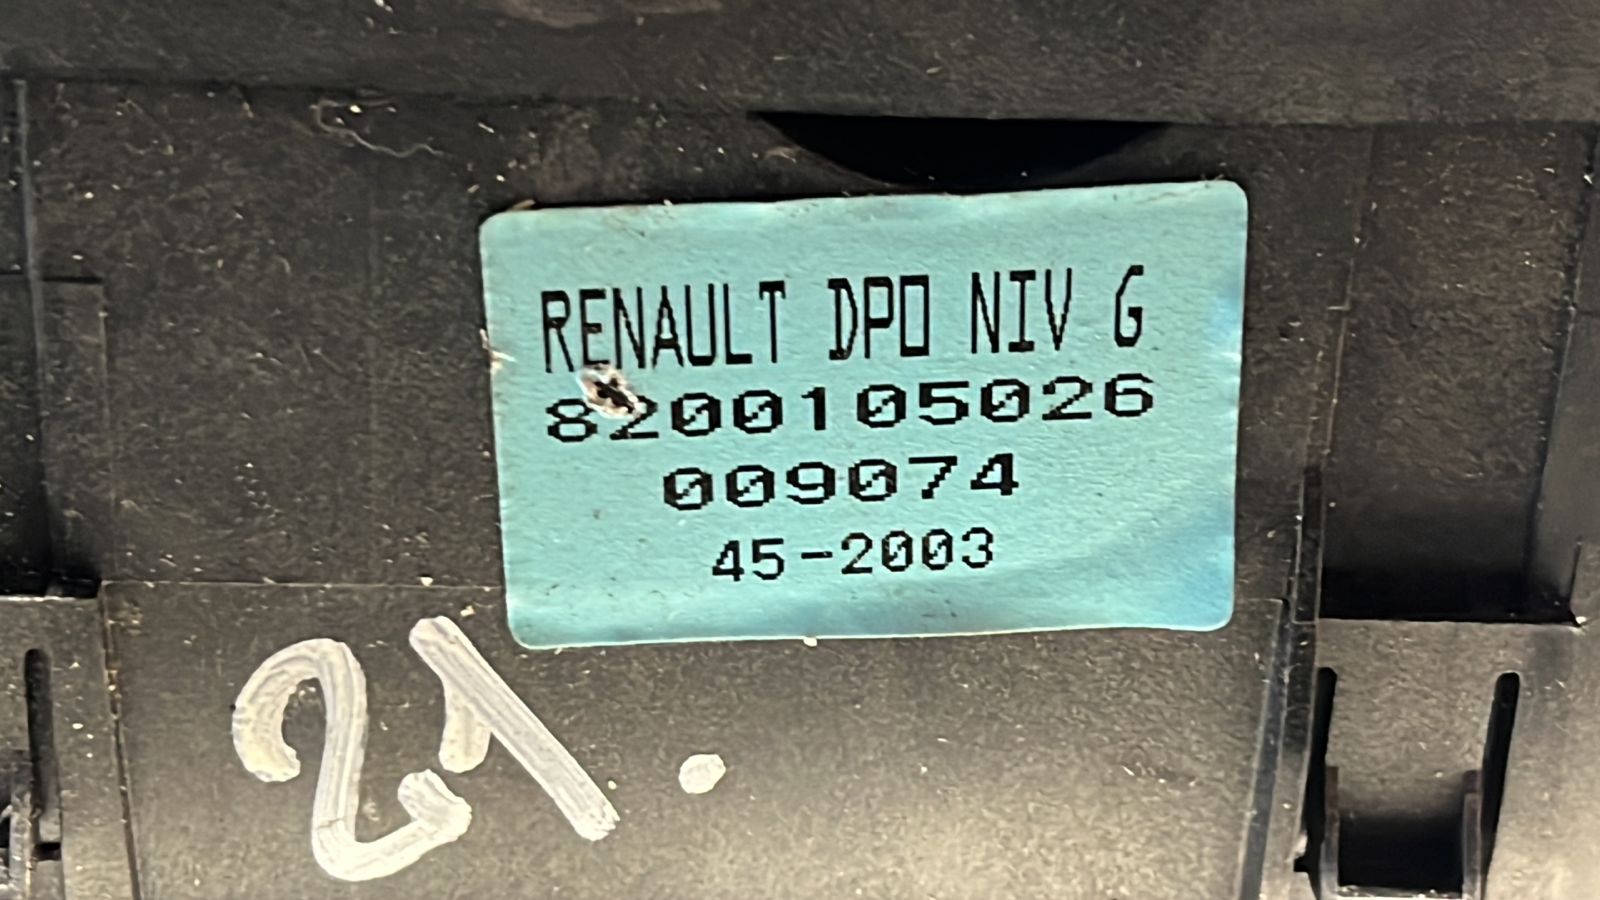 RENAULT DPO NIV G
8200105026
009074
45-2003
21.